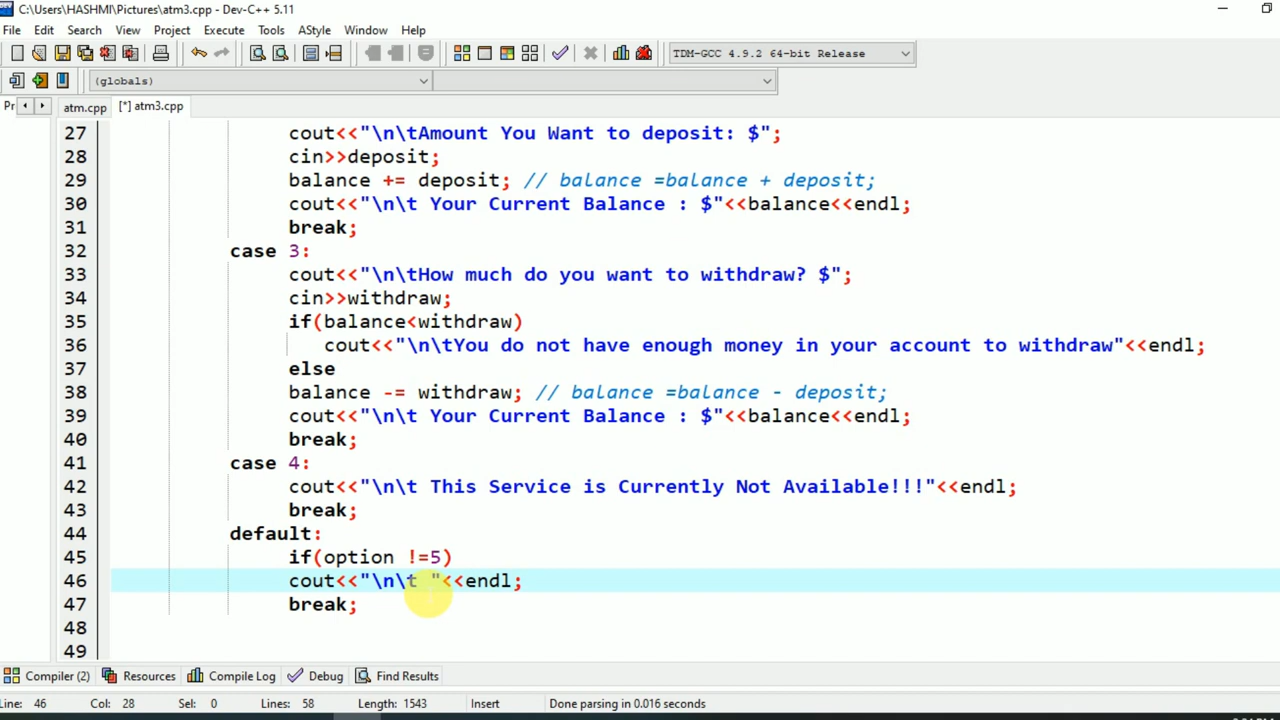 C:\Users\HASHMI\Pictures\atm3.cpp - Dev-C++ 5.11
File Edit Search View Project Execute Tools AStyle Window Help
TDM-GCC 4.9.2 64-bit Release
(globals)
Pr atm.cpp [*] atm3.cpp
27 cout<<"\n\tAmount You Want to deposit: $";
28 cin>>deposit;
29 balance += deposit; // balance =balance + deposit;
30 cout<<"\n\t Your Current Balance : $"<<balance<<endl;
31 break;
32 case 3:
33 cout<<"\n\tHow much do you want to withdraw? $";
34 cin>>withdraw;
35 if(balance<withdraw)
36 cout<<"\n\tYou do not have enough money in your account to withdraw"<<endl;
37 else
38 balance -= withdraw; // balance =balance - deposit;
39 cout<<"\n\t Your Current Balance : $"<<balance<<endl;
40 break;
41 case 4:
42 cout<<"\n\t This Service is Currently Not Available!!!"<<endl;
43 break;
44 default:
45 if(option !=5)
46 cout<<"\n\t "<<endl;
47 break;
48
49
Compiler (2) Resources Compile Log Debug Find Results
Line: 46 Col: 28 Sel: 0 Lines: 58 Length: 1543 Insert Done parsing in 0.016 seconds